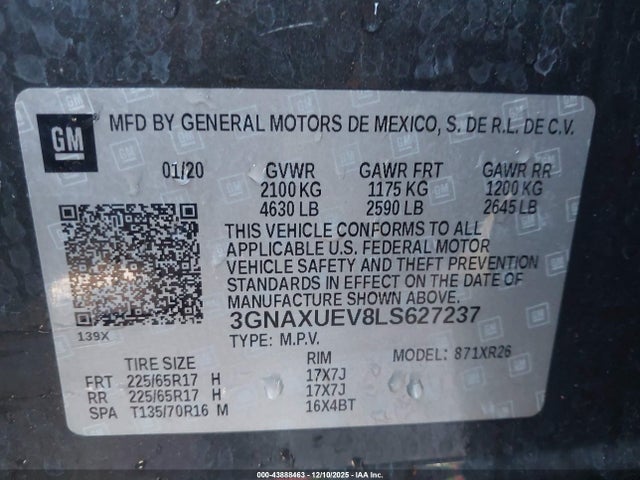 GM
MFD BY GENERAL MOTORS DE MEXICO, S. DE R.L. DE C.V.
01/20 GVWR GAWR FRT GAWR RR
2100 KG 1175 KG 1200 KG
4630 LB 2590 LB 2645 LB
THIS VEHICLE CONFORMS TO ALL
APPLICABLE U.S. FEDERAL MOTOR
VEHICLE SAFETY AND THEFT PREVENTION
STANDARDS IN EFFECT ON THE DATE OF
MANUFACTURE SHOWN ABOVE.
139X 3GNAXUEV8LS627237
TYPE: M.P.V. MODEL: 871XR26
TIRE SIZE RIM
FRT 225/65R17 H 17X7J
RR 225/65R17 H 17X7J
SPA T135/70R16 M 16X4BT
000-43888463 - 12/10/2025 - IAA Inc.